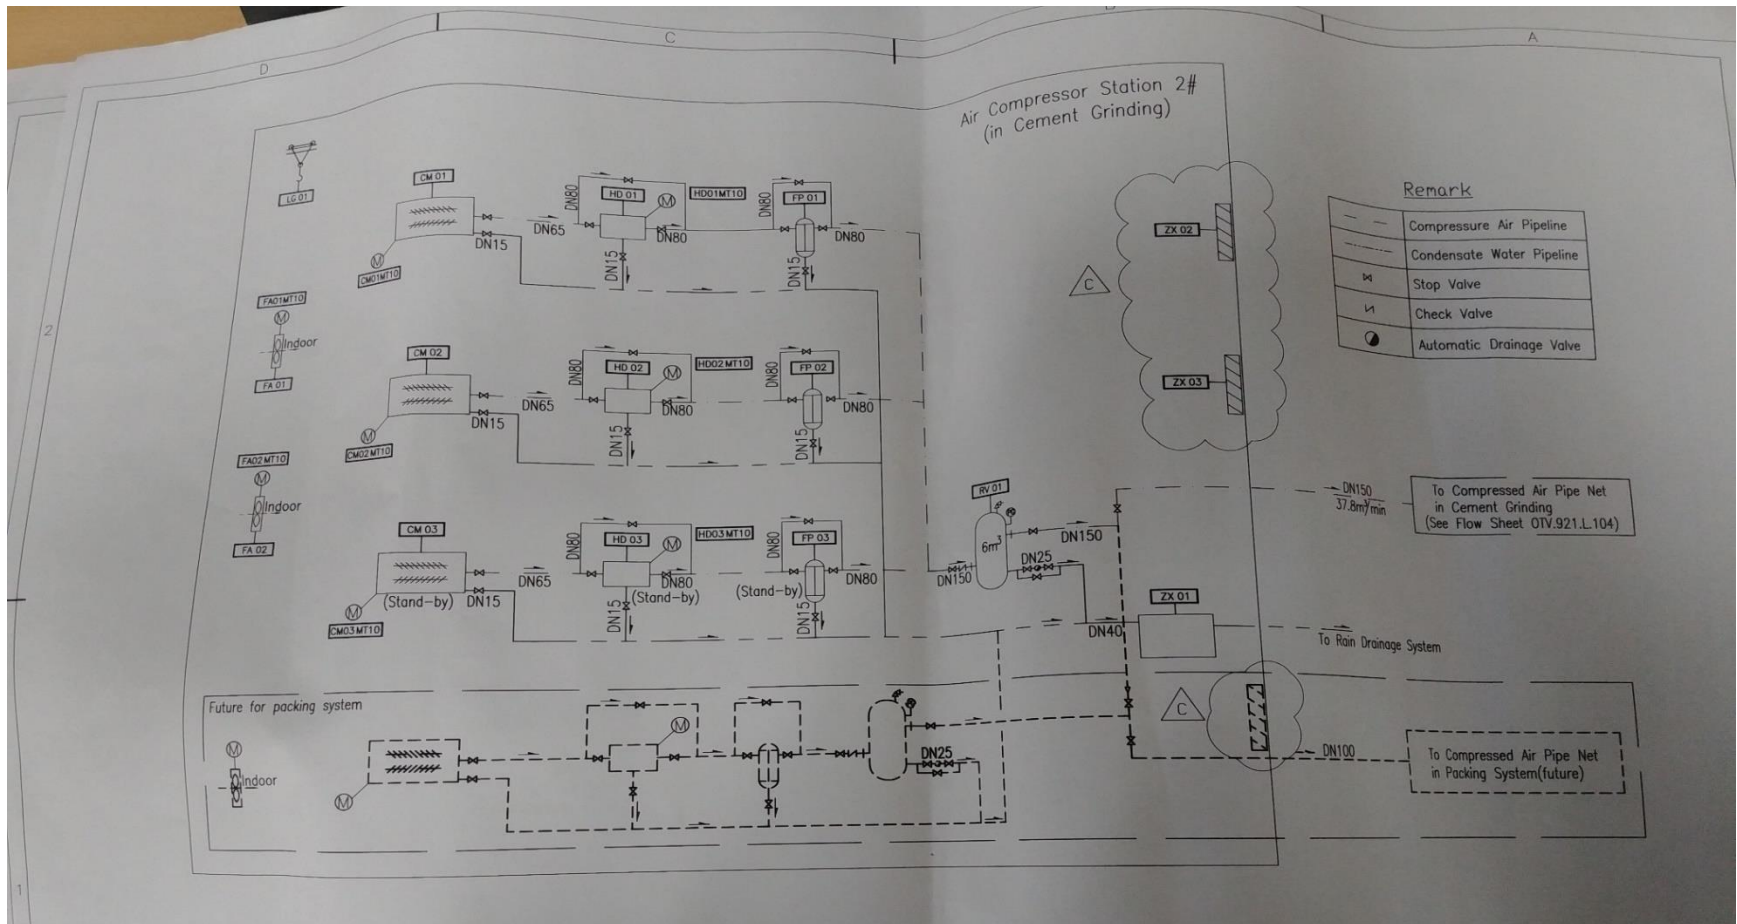 D
C
A
2
1
Air Compressor Station 2#
(in Cement Grinding)
LG 01
CM 01
DN15
CM01MT10
DN65
DN80
HD 01
HD01MT10
DN80
DN15
DN80
FP 01
DN80
DN15
FA01MT10
M
Indoor
FA 01
CM 02
DN15
CM02MT10
DN65
DN80
HD 02
HD02MT10
DN80
DN15
DN80
FP 02
DN80
DN15
FA02MT10
M
Indoor
FA 02
CM 03
(Stand-by)
DN15
CM03MT10
DN65
DN80
HD 03
HD03MT10
DN80
(Stand-by)
DN15
DN80
FP 03
(Stand-by)
DN80
DN15
M
M
M
M
M
M
ZX 02
C
ZX 03
RV 01
6m³
DN150
DN150
DN25
DN40
ZX 01
To Rain Drainage System
DN150
37.8m³/min
To Compressed Air Pipe Net
in Cement Grinding
(See Flow Sheet OTV.921.L.104)
Remark
Compressure Air Pipeline
Condensate Water Pipeline
Stop Valve
Check Valve
Automatic Drainage Valve
Future for packing system
M
Indoor
M
M
DN25
C
DN100
To Compressed Air Pipe Net
in Packing System(future)